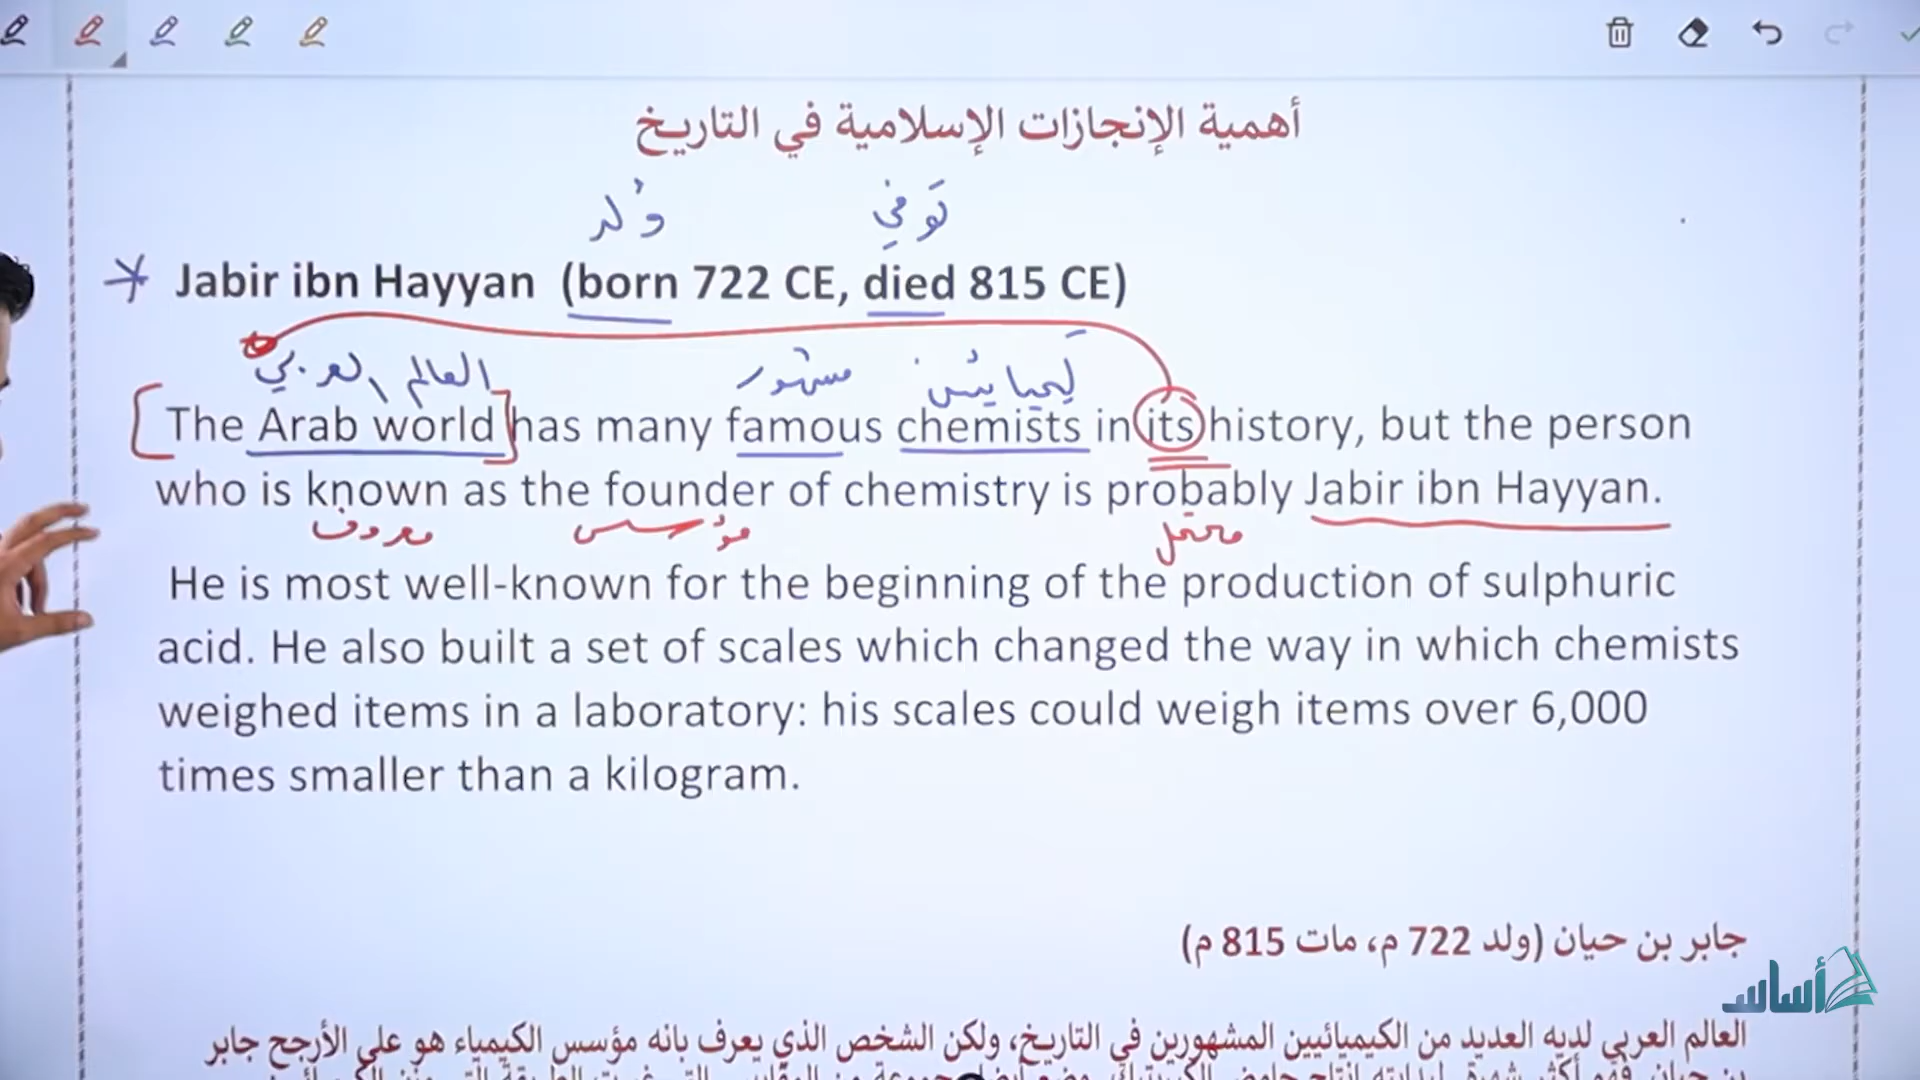 أهمية الإنجازات الإسلامية في التاريخ
وُلد تَوفي
Jabir ibn Hayyan (born 722 CE, died 815 CE)
العالم العربي مشهور
The Arab world has many famous chemists in its history, but the person
who is known as the founder of chemistry is probably Jabir ibn Hayyan.
معروف مؤسس محتمل
He is most well-known for the beginning of the production of sulphuric
acid. He also built a set of scales which changed the way in which chemists
weighed items in a laboratory: his scales could weigh items over 6,000
times smaller than a kilogram.
جابر بن حيان (ولد 722 م، مات 815 م)
أساس
العالم العربي لديه العديد من الكيميائيين المشهورين في التاريخ، ولكن الشخص الذي يعرف بانه مؤسس الكيمياء هو على الأرجح جابر